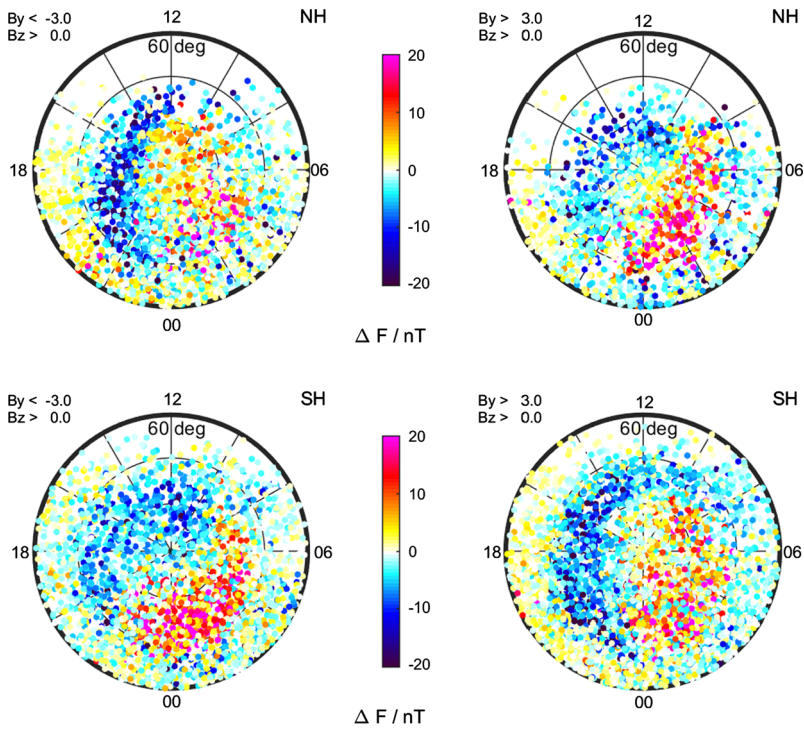 By < -3.0
Bz > 0.0
12
NH
60 deg
18
06
00
20
10
0
-10
-20
Δ F / nT
By > 3.0
Bz > 0.0
12
NH
60 deg
18
06
00
By < -3.0
Bz > 0.0
12
SH
60 deg
18
06
00
20
10
0
-10
-20
Δ F / nT
By > 3.0
Bz > 0.0
12
SH
60 deg
18
06
00